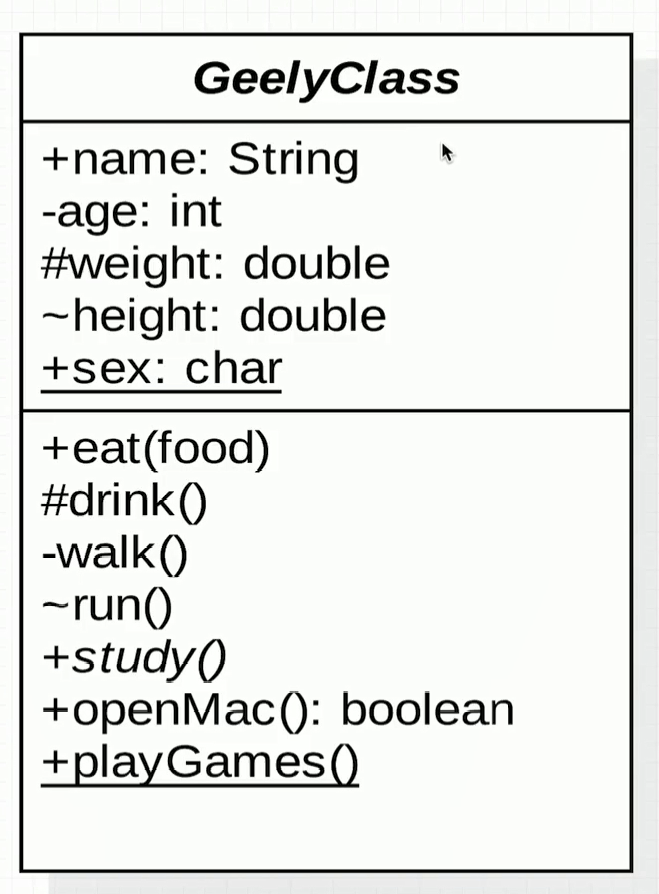 GeelyClass
+name: String
-age: int
#weight: double
~height: double
+sex: char
+eat(food)
#drink()
-walk()
~run()
+study()
+openMac(): boolean
+playGames()